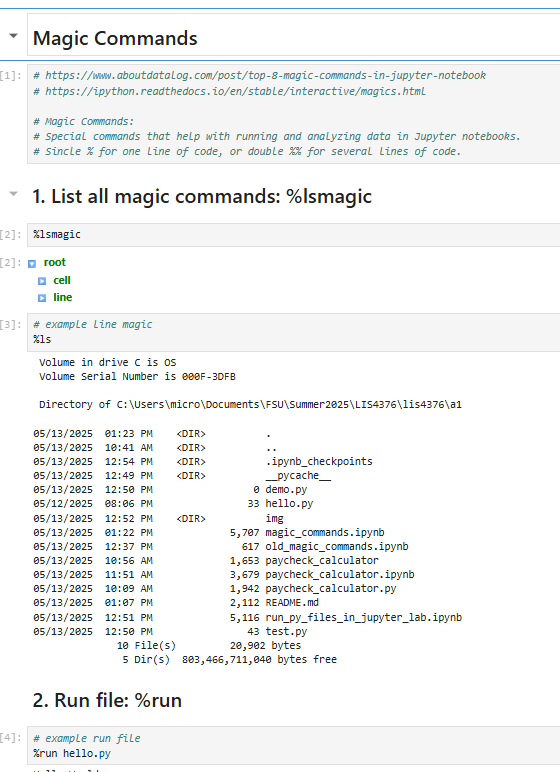 Magic Commands
[1]:
# https://www.aboutdatalog.com/post/top-8-magic-commands-in-jupyter-notebook
# https://ipython.readthedocs.io/en/stable/interactive/magics.html
# Magic Commands:
# Special commands that help with running and analyzing data in Jupyter notebooks.
# Sincle % for one line of code, or double %% for several lines of code.
1. List all magic commands: %lsmagic
[2]: %lsmagic
[2]: root
cell
line
[3]: # example line magic
%ls
Volume in drive C is OS
Volume Serial Number is 000F-3DFB
Directory of C:\Users\micro\Documents\FSU\Summer2025\LIS4376\lis4376\a1
05/13/2025  01:23 PM    <DIR>          .
05/13/2025  10:41 AM    <DIR>          ..
05/13/2025  12:54 PM    <DIR>          .ipynb_checkpoints
05/13/2025  12:49 PM    <DIR>          __pycache__
05/13/2025  12:50 PM                 0 demo.py
05/12/2025  08:06 PM                33 hello.py
05/13/2025  12:52 PM    <DIR>          img
05/13/2025  01:22 PM             5,707 magic_commands.ipynb
05/13/2025  12:37 PM               617 old_magic_commands.ipynb
05/13/2025  10:56 AM             1,653 paycheck_calculator
05/13/2025  11:51 AM             3,679 paycheck_calculator.ipynb
05/13/2025  10:09 AM             1,942 paycheck_calculator.py
05/13/2025  01:07 PM             2,112 README.md
05/13/2025  12:51 PM             5,116 run_py_files_in_jupyter_lab.ipynb
05/13/2025  12:50 PM                43 test.py
10 File(s)         20,902 bytes
5 Dir(s)  803,466,711,040 bytes free
2. Run file: %run
[4]: # example run file
%run hello.py